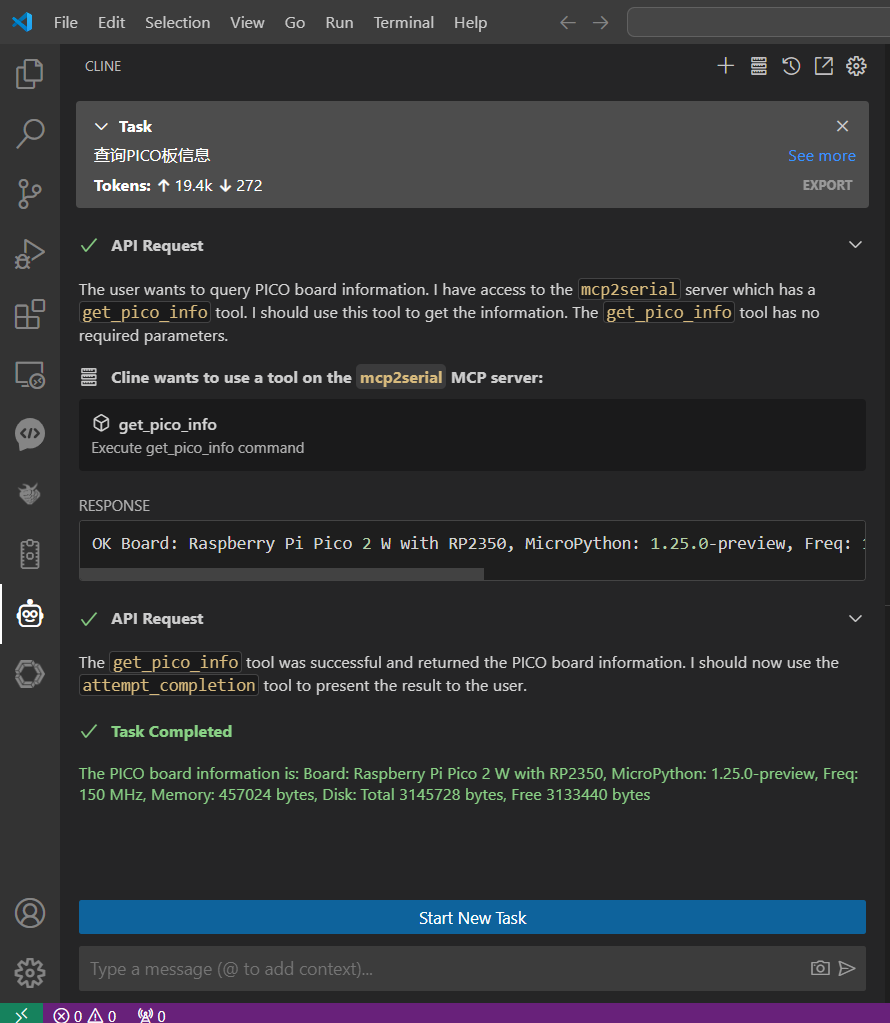 File Edit Selection View Go Run Terminal Help
CLINE
Task
查询PICO板信息
See more
Tokens: ↑ 19.4k ↓ 272
EXPORT
API Request
The user wants to query PICO board information. I have access to the mcp2serial server which has a
get_pico_info tool. I should use this tool to get the information. The get_pico_info tool has no
required parameters.
Cline wants to use a tool on the mcp2serial MCP server:
get_pico_info
Execute get_pico_info command
RESPONSE
OK Board: Raspberry Pi Pico 2 W with RP2350, MicroPython: 1.25.0-preview, Freq:
API Request
The get_pico_info tool was successful and returned the PICO board information. I should now use the
attempt_completion tool to present the result to the user.
Task Completed
The PICO board information is: Board: Raspberry Pi Pico 2 W with RP2350, MicroPython: 1.25.0-preview, Freq:
150 MHz, Memory: 457024 bytes, Disk: Total 3145728 bytes, Free 3133440 bytes
Start New Task
Type a message (@ to add context)...
0 0 0